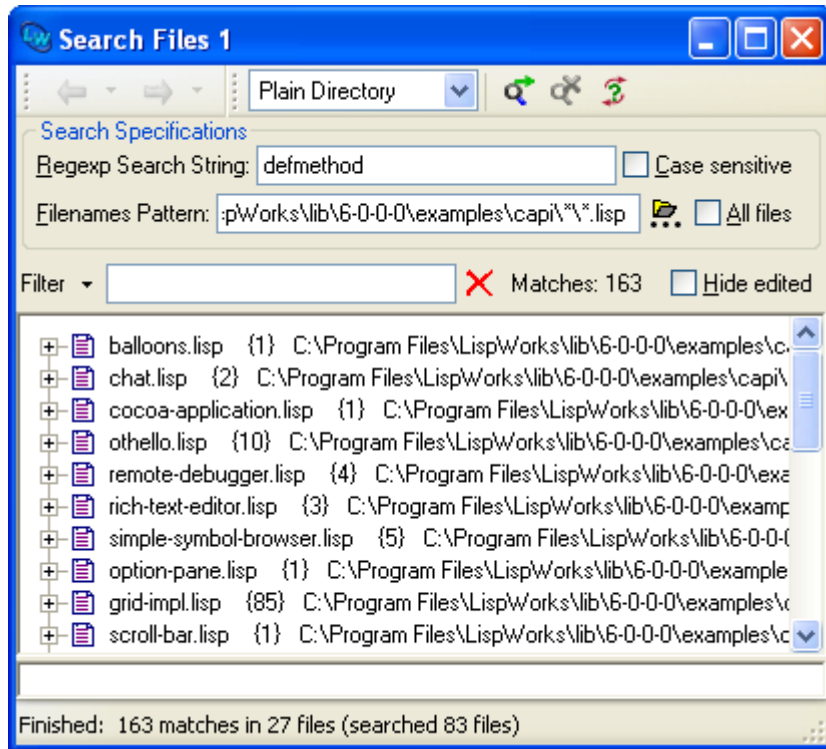 LW Search Files 1
Plain Directory
Search Specifications
Regexp Search String: defmethod Case sensitive
Filenames Pattern: :pWorks\lib\6-0-0-0\examples\capi\*\*.lisp All files
Filter Matches: 163 Hide edited
balloons.lisp {1} C:\Program Files\LispWorks\lib\6-0-0-0\examples\c
chat.lisp {2} C:\Program Files\LispWorks\lib\6-0-0-0\examples\capi\
cocoa-application.lisp {1} C:\Program Files\LispWorks\lib\6-0-0-0\ex
othello.lisp {10} C:\Program Files\LispWorks\lib\6-0-0-0\examples\ca
remote-debugger.lisp {4} C:\Program Files\LispWorks\lib\6-0-0-0\exa
rich-text-editor.lisp {3} C:\Program Files\LispWorks\lib\6-0-0-0\examp
simple-symbol-browser.lisp {5} C:\Program Files\LispWorks\lib\6-0-0-0
option-pane.lisp {1} C:\Program Files\LispWorks\lib\6-0-0-0\example
grid-impl.lisp {85} C:\Program Files\LispWorks\lib\6-0-0-0\examples\c
scroll-bar.lisp {1} C:\Program Files\LispWorks\lib\6-0-0-0\examples\c
Finished: 163 matches in 27 files (searched 83 files)